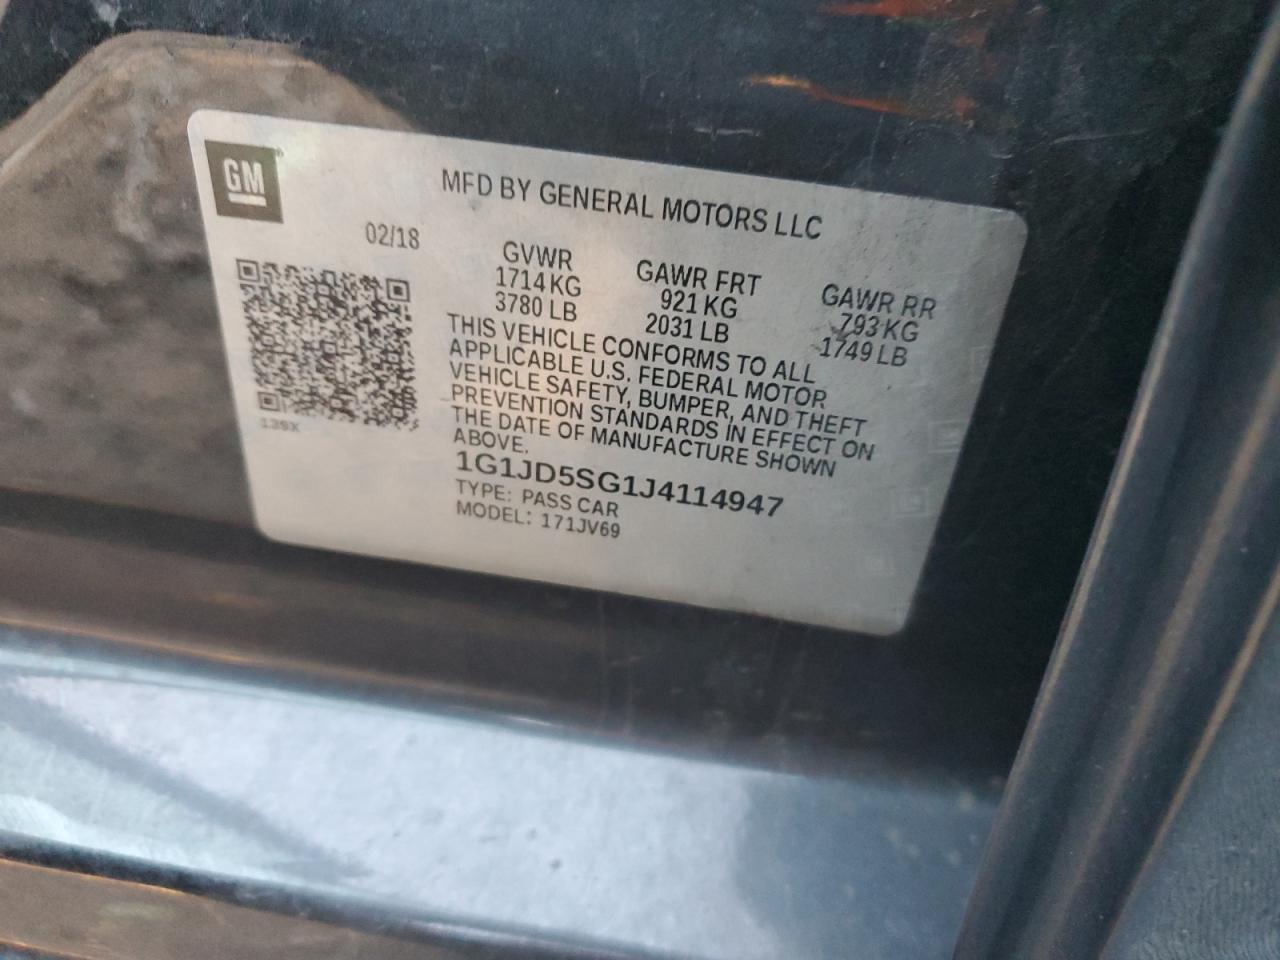 GM
MFD BY GENERAL MOTORS LLC
02/18
GVWR
1714 KG
3780 LB
GAWR FRT
921 KG
2031 LB
GAWR RR
793 KG
1749 LB
THIS VEHICLE CONFORMS TO ALL
APPLICABLE U.S. FEDERAL MOTOR
VEHICLE SAFETY, BUMPER, AND THEFT
PREVENTION STANDARDS IN EFFECT ON
THE DATE OF MANUFACTURE SHOWN
ABOVE.
1G1JD5SG1J4114947
TYPE: PASS CAR
MODEL: 171JV69